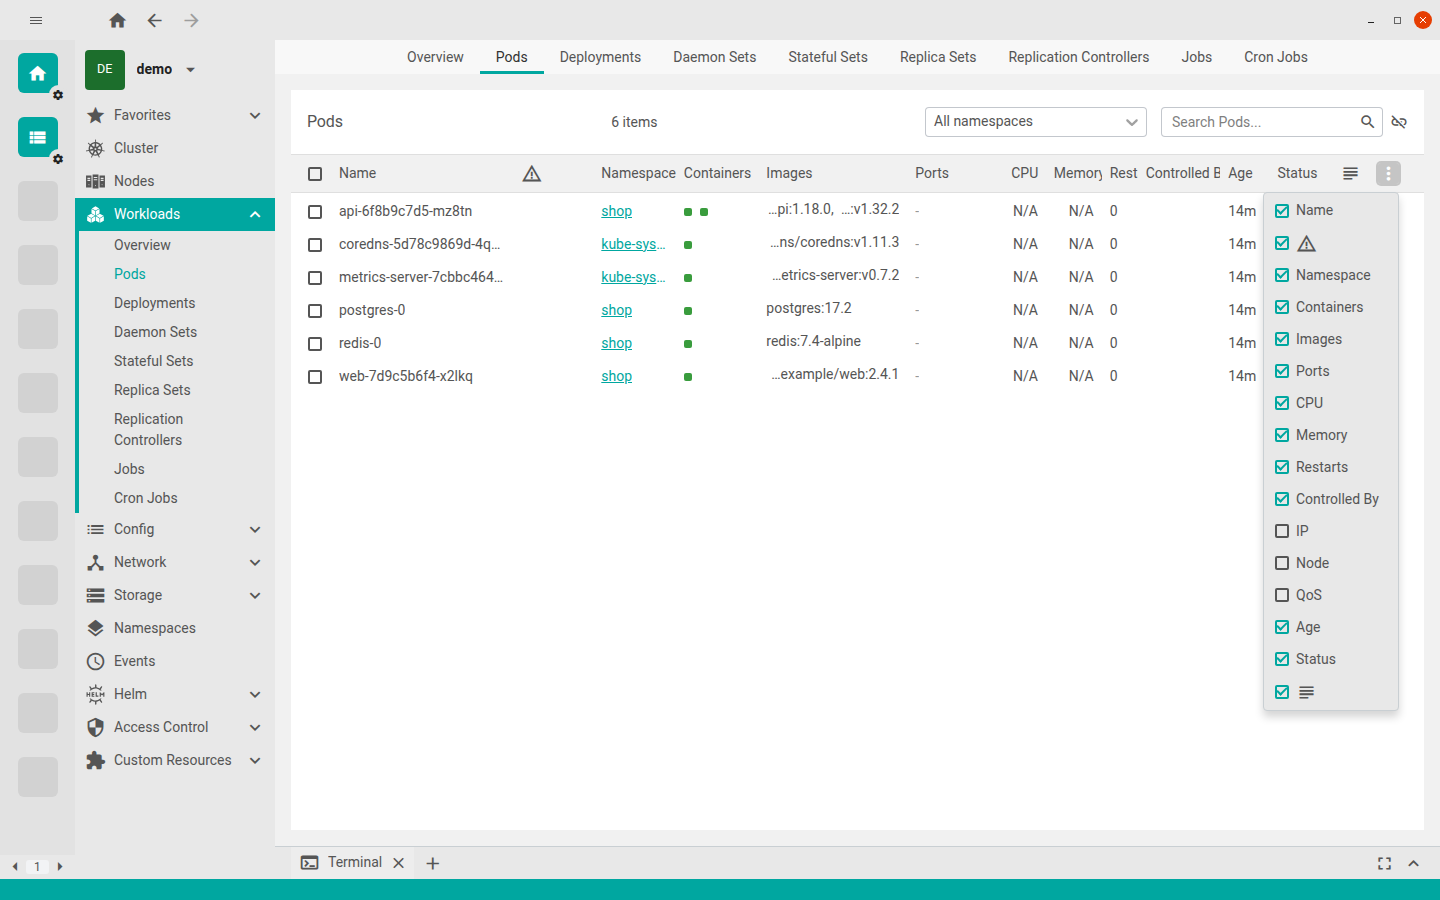 DE
demo
Favorites
Cluster
Nodes
Workloads
Overview
Pods
Deployments
Daemon Sets
Stateful Sets
Replica Sets
Replication
Controllers
Jobs
Cron Jobs
Config
Network
Storage
Namespaces
Events
HELM
Helm
Access Control
Custom Resources
1
Overview Pods Deployments Daemon Sets Stateful Sets Replica Sets Replication Controllers Jobs Cron Jobs
Pods 6 items All namespaces Search Pods...
Name Namespace Containers Images Ports CPU Memory Rest Controlled B Age Status
api-6f8b9c7d5-mz8tn shop ...pi:1.18.0, ...:v1.32.2 - N/A N/A 0 14m
coredns-5d78c9869d-4q... kube-sys... ...ns/coredns:v1.11.3 - N/A N/A 0 14m
metrics-server-7cbbc464... kube-sys... ...etrics-server:v0.7.2 - N/A N/A 0 14m
postgres-0 shop postgres:17.2 - N/A N/A 0 14m
redis-0 shop redis:7.4-alpine - N/A N/A 0 14m
web-7d9c5b6f4-x2lkq shop ...example/web:2.4.1 - N/A N/A 0 14m
Name
Namespace
Containers
Images
Ports
CPU
Memory
Restarts
Controlled By
IP
Node
QoS
Age
Status
Terminal